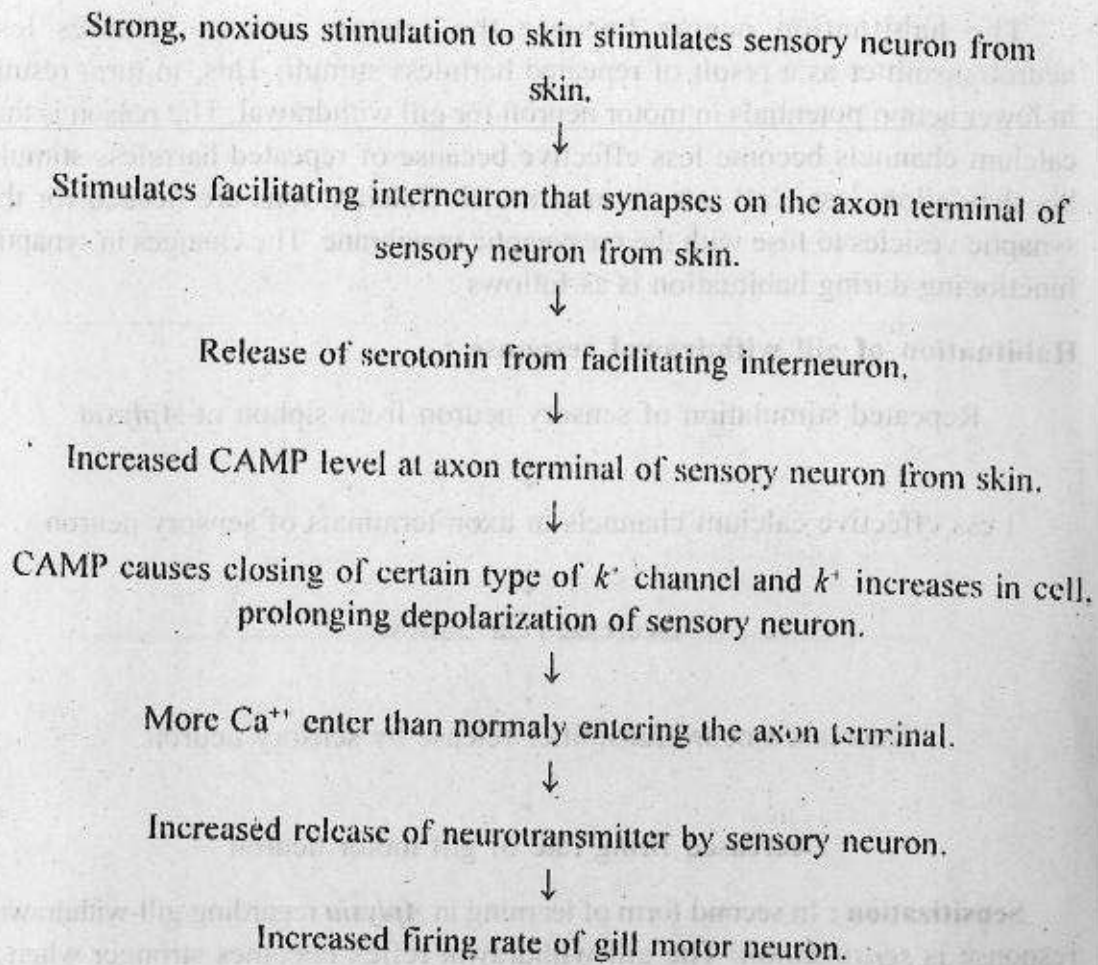 Strong, noxious stimulation to skin stimulates sensory neuron from
skin.
↓
Stimulates facilitating interneuron that synapses on the axon terminal of
sensory neuron from skin.
↓
Release of serotonin from facilitating interneuron.
↓
Increased CAMP level at axon terminal of sensory neuron from skin.
↓
CAMP causes closing of certain type of k⁺ channel and k⁺ increases in cell,
prolonging depolarization of sensory neuron.
↓
More Ca⁺⁺ enter than normaly entering the axon terminal.
↓
Increased release of neurotransmitter by sensory neuron.
↓
Increased firing rate of gill motor neuron.